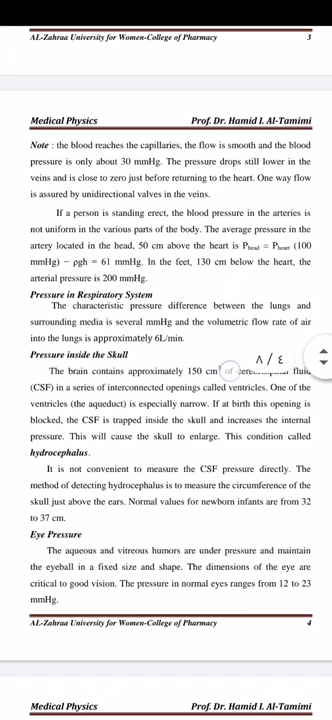 AL-Zahraa University for Women-College of Pharmacy 3
Medical Physics Prof. Dr. Hamid I. Al-Tamimi
Note : the blood reaches the capillaries, the flow is smooth and the blood
pressure is only about 30 mmHg. The pressure drops still lower in the
veins and is close to zero just before returning to the heart. One way flow
is assured by unidirectional valves in the veins.
If a person is standing erect, the blood pressure in the arteries is
not uniform in the various parts of the body. The average pressure in the
artery located in the head, 50 cm above the heart is Phead = Pheart (100
mmHg) − ρgh = 61 mmHg. In the feet, 130 cm below the heart, the
arterial pressure is 200 mmHg.
Pressure in Respiratory System
The characteristic pressure difference between the lungs and
surrounding media is several mmHg and the volumetric flow rate of air
into the lungs is approximately 6L/min.
٨ / ٤
Pressure inside the Skull
The brain contains approximately 150 cm³ of fluid
(CSF) in a series of interconnected openings called ventricles. One of the
ventricles (the aqueduct) is especially narrow. If at birth this opening is
blocked, the CSF is trapped inside the skull and increases the internal
pressure. This will cause the skull to enlarge. This condition called
hydrocephalus.
It is not convenient to measure the CSF pressure directly. The
method of detecting hydrocephalus is to measure the circumference of the
skull just above the ears. Normal values for newborn infants are from 32
to 37 cm.
Eye Pressure
The aqueous and vitreous humors are under pressure and maintain
the eyeball in a fixed size and shape. The dimensions of the eye are
critical to good vision. The pressure in normal eyes ranges from 12 to 23
mmHg.
AL-Zahraa University for Women-College of Pharmacy 4
Medical Physics Prof. Dr. Hamid I. Al-Tamimi